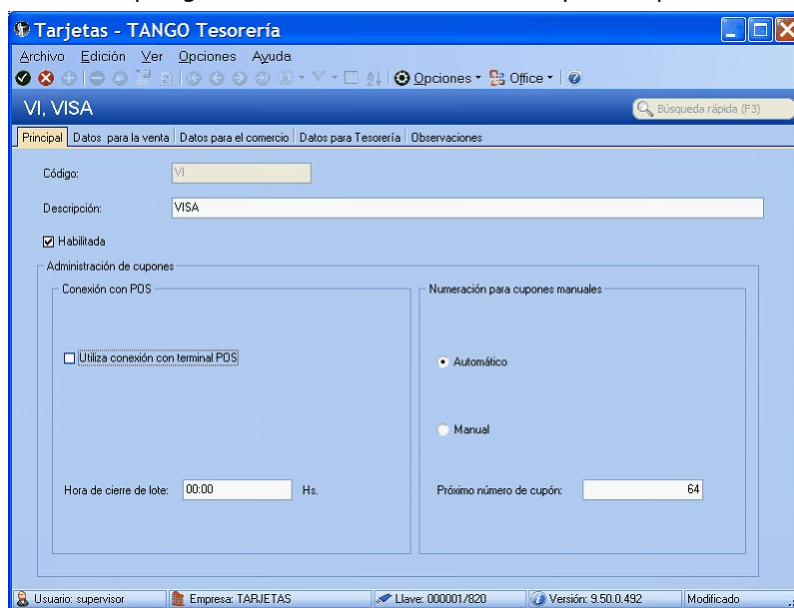 Tarjetas - TANGO Tesorería
Archivo Edición Ver Opciones Ayuda
Opciones Office
VI, VISA
Búsqueda rápida (F3)
Principal Datos para la venta Datos para el comercio Datos para Tesorería Observaciones
Código: VI
Descripción: VISA
Habilitada
Administración de cupones
Conexión con POS
Numeración para cupones manuales
Utiliza conexión con terminal POS
Automático
Manual
Hora de cierre de lote: 00:00 Hs.
Próximo número de cupón: 64
Usuario: supervisor Empresa: TARJETAS Llave: 000001/820 Versión: 9.50.0.492 Modificado